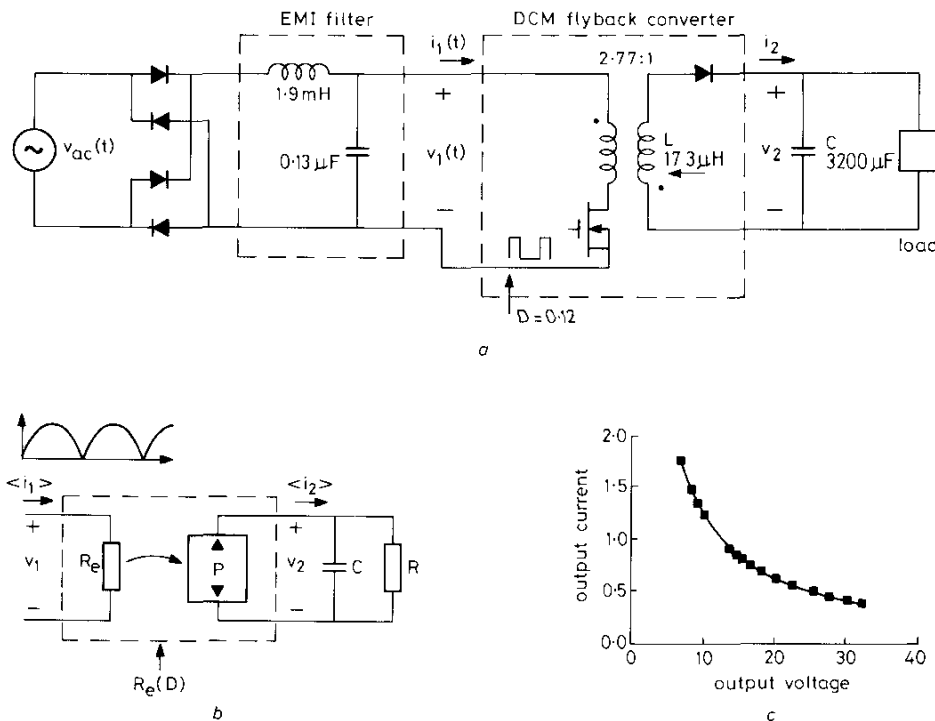 EMI filter
DCM flyback converter
i1(t)
2·77:1
i2
1·9mH
+
+
vac(t)
0·13μF
v1(t)
L
17·3μH
v2
C
3200μF
−
−
load
D=0·12
a
<i1>
<i2>
+
+
v1
Re
P
v2
C
R
−
−
Re(D)
b
output current
2·0
1·5
1·0
0·5
0·0
0
10
20
30
40
output voltage
c